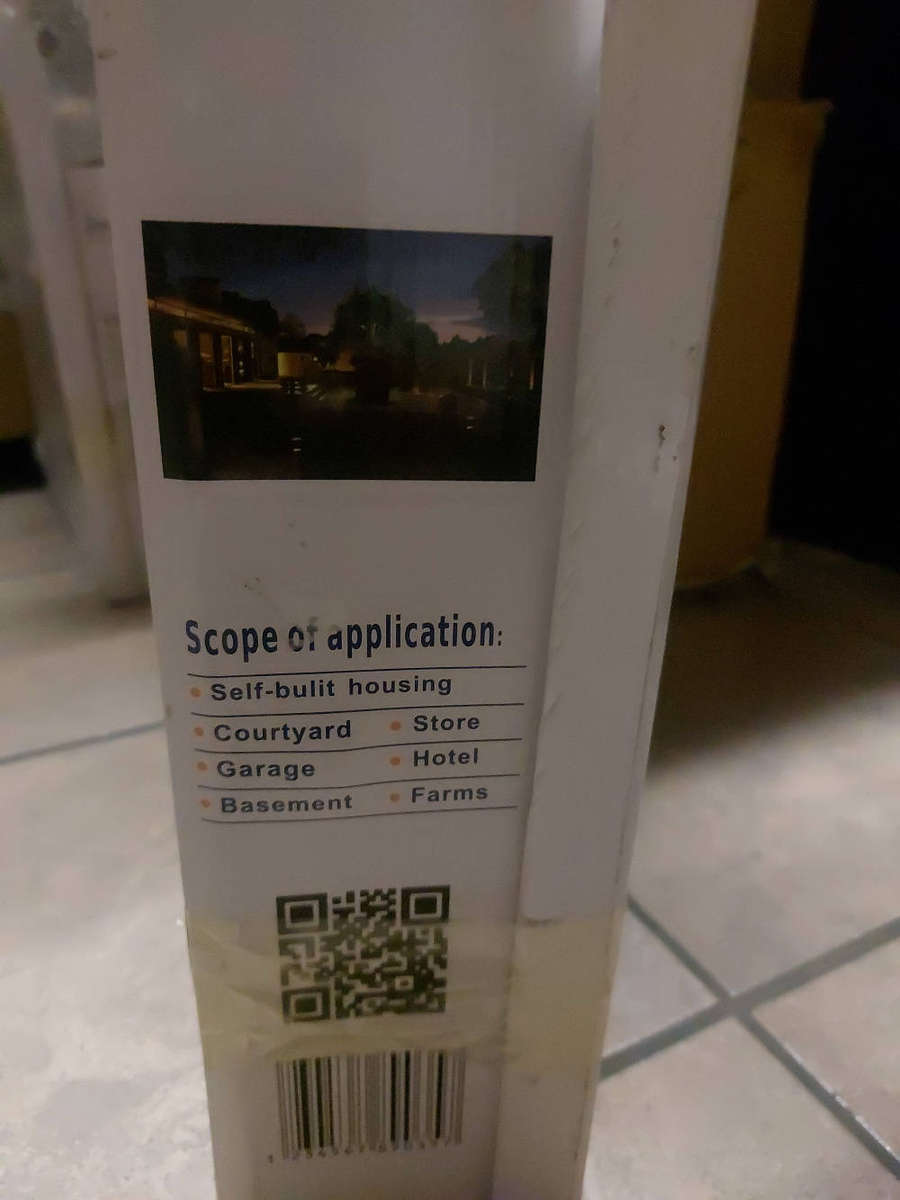 Scope of application:
Self-bulit housing
Courtyard
Store
Garage
Hotel
Basement
Farms